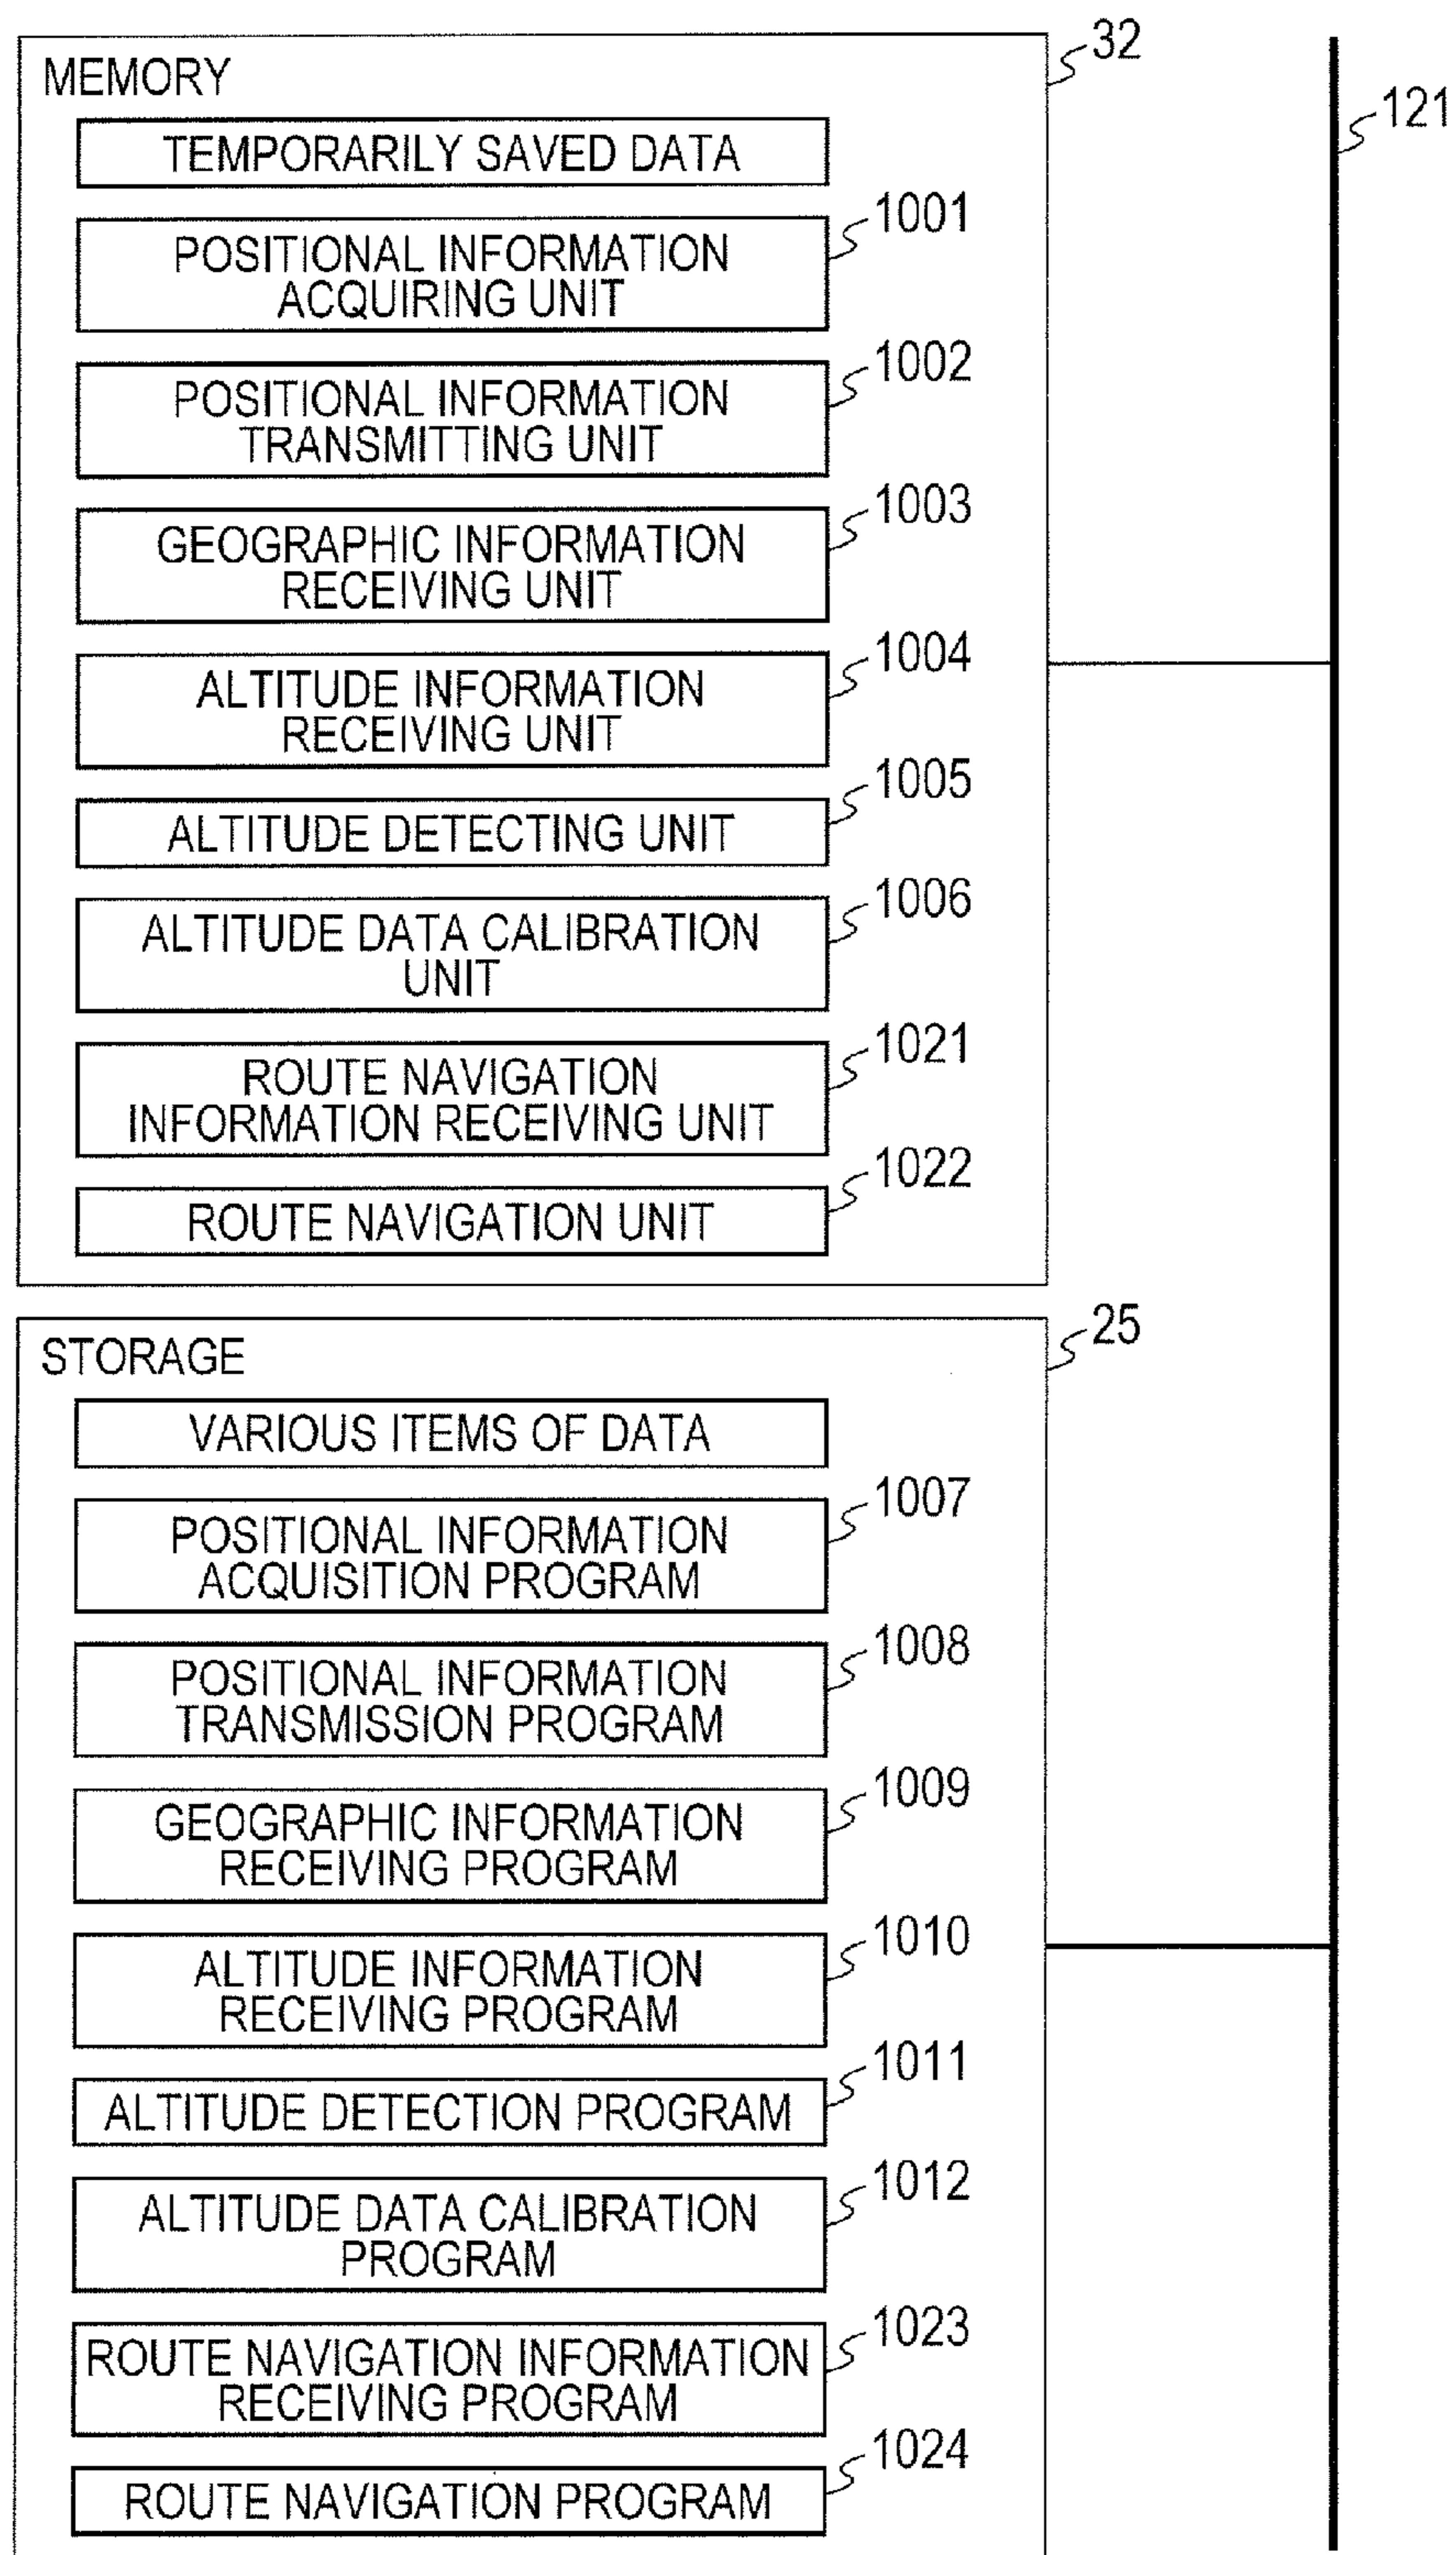 32
121
MEMORY
TEMPORARILY SAVED DATA
1001
POSITIONAL INFORMATION
ACQUIRING UNIT
1002
POSITIONAL INFORMATION
TRANSMITTING UNIT
1003
GEOGRAPHIC INFORMATION
RECEIVING UNIT
1004
ALTITUDE INFORMATION
RECEIVING UNIT
1005
ALTITUDE DETECTING UNIT
1006
ALTITUDE DATA CALIBRATION
UNIT
1021
ROUTE NAVIGATION
INFORMATION RECEIVING UNIT
1022
ROUTE NAVIGATION UNIT
25
STORAGE
VARIOUS ITEMS OF DATA
1007
POSITIONAL INFORMATION
ACQUISITION PROGRAM
1008
POSITIONAL INFORMATION
TRANSMISSION PROGRAM
1009
GEOGRAPHIC INFORMATION
RECEIVING PROGRAM
1010
ALTITUDE INFORMATION
RECEIVING PROGRAM
1011
ALTITUDE DETECTION PROGRAM
1012
ALTITUDE DATA CALIBRATION
PROGRAM
1023
ROUTE NAVIGATION INFORMATION
RECEIVING PROGRAM
1024
ROUTE NAVIGATION PROGRAM